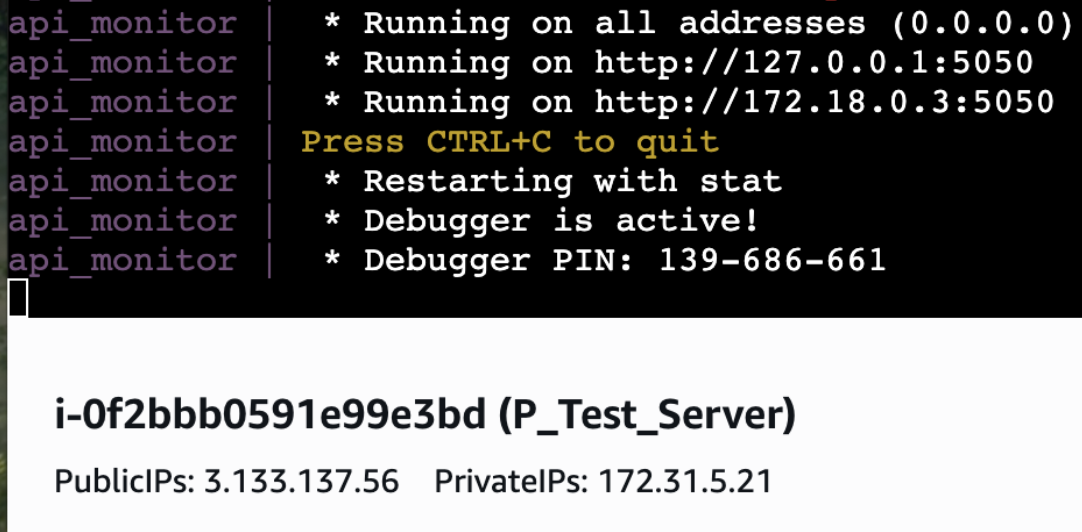 api_monitor | * Running on all addresses (0.0.0.0)
api_monitor | * Running on http://127.0.0.1:5050
api_monitor | * Running on http://172.18.0.3:5050
api_monitor | Press CTRL+C to quit
api_monitor | * Restarting with stat
api_monitor | * Debugger is active!
api_monitor | * Debugger PIN: 139-686-661
i-0f2bbb0591e99e3bd (P_Test_Server)
PublicIPs: 3.133.137.56 PrivateIPs: 172.31.5.21